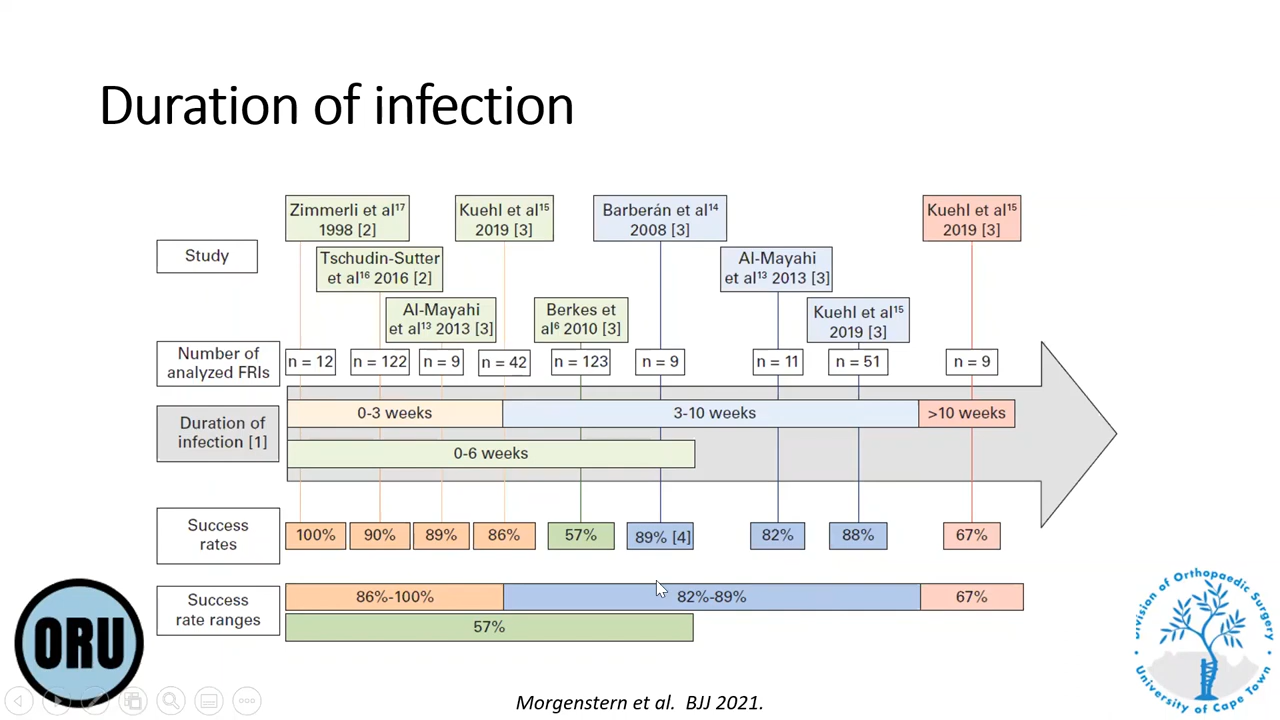 Duration of infection
Zimmerli et al17
1998 [2]
Kuehl et al15
2019 [3]
Barberán et al14
2008 [3]
Kuehl et al15
2019 [3]
Study
Tschudin-Sutter
et al16 2016 [2]
Al-Mayahi
et al13 2013 [3]
Al-Mayahi
et al13 2013 [3]
Berkes et
al6 2010 [3]
Kuehl et al15
2019 [3]
Number of
analyzed FRIs
n = 12
n = 122
n = 9
n = 42
n = 123
n = 9
n = 11
n = 51
n = 9
Duration of
infection [1]
0-3 weeks
3-10 weeks
>10 weeks
0-6 weeks
Success
rates
100%
90%
89%
86%
57%
89% [4]
82%
88%
67%
Success
rate ranges
86%-100%
82%-89%
67%
57%
ORU
Division of Orthopaedic Surgery
University of Cape Town
Morgenstern et al. BJJ 2021.